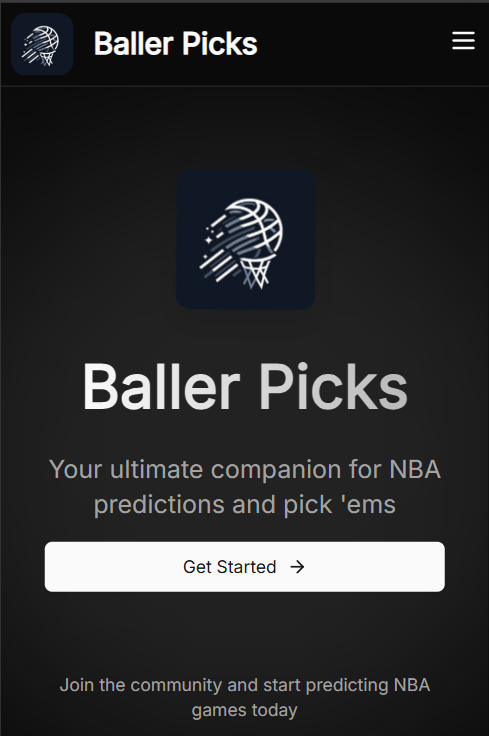 Baller Picks
Baller Picks
Your ultimate companion for NBA
predictions and pick 'ems
Get Started
Join the community and start predicting NBA
games today